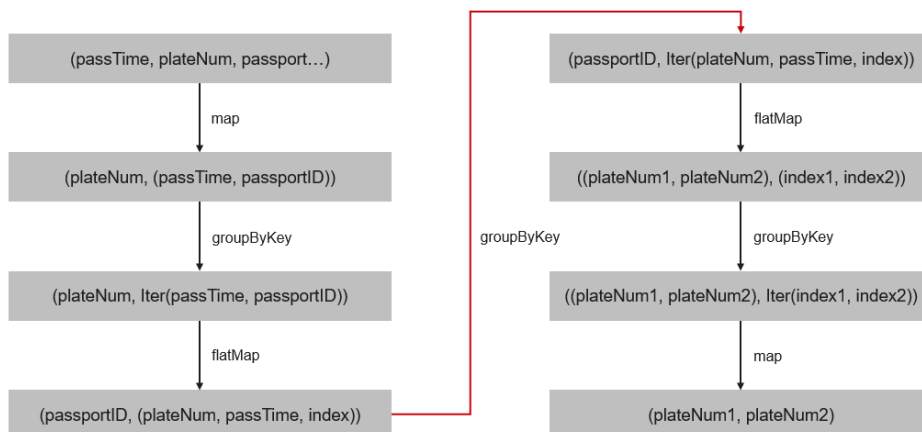 (passTime, plateNum, passport…)
map
(plateNum, (passTime, passportID))
groupByKey
(plateNum, Iter(passTime, passportID))
flatMap
(passportID, (plateNum, passTime, index))
groupByKey
(passportID, Iter(plateNum, passTime, index))
flatMap
((plateNum1, plateNum2), (index1, index2))
groupByKey
((plateNum1, plateNum2), Iter(index1, index2))
map
(plateNum1, plateNum2)